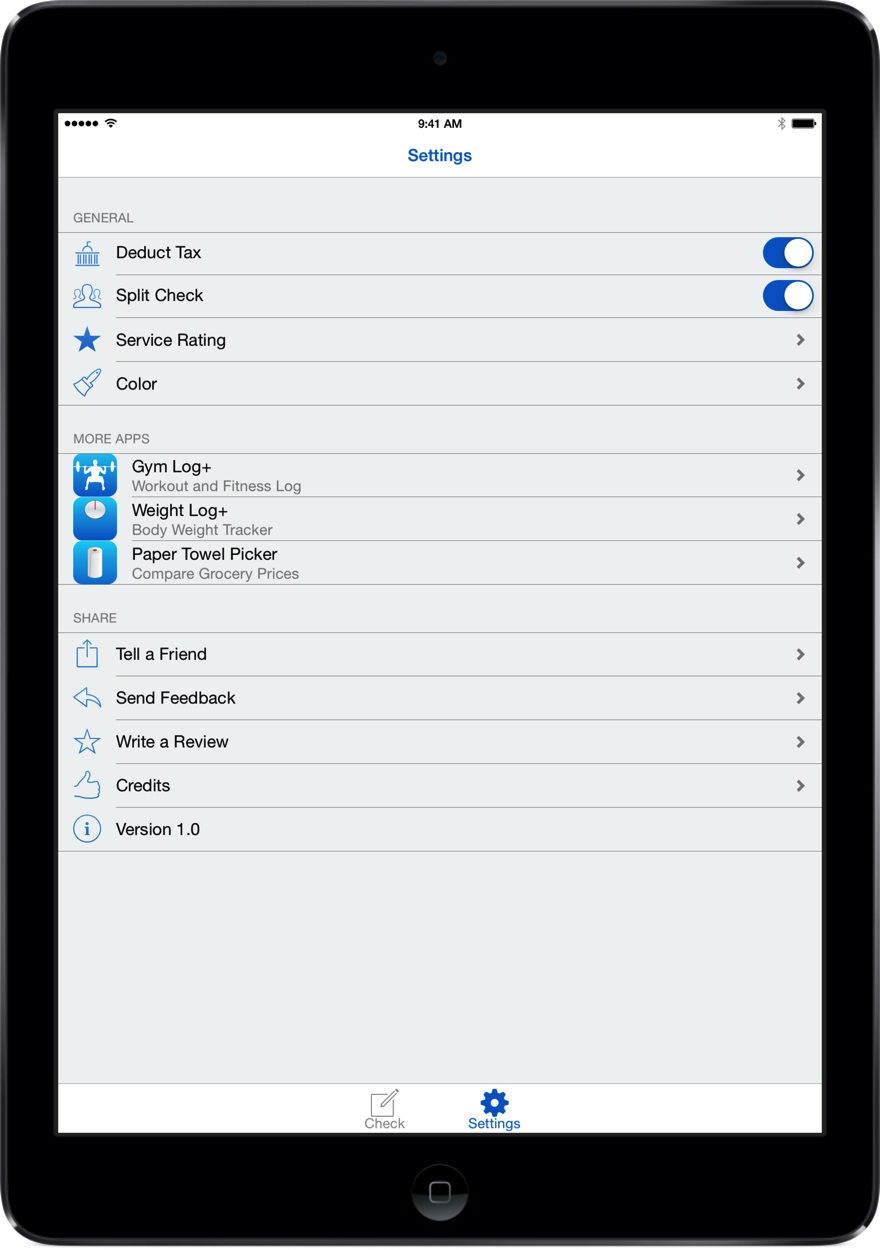 9:41 AM
Settings
GENERAL
Deduct Tax
Split Check
Service Rating
Color
MORE APPS
Gym Log+
Workout and Fitness Log
Weight Log+
Body Weight Tracker
Paper Towel Picker
Compare Grocery Prices
SHARE
Tell a Friend
Send Feedback
Write a Review
Credits
Version 1.0
Check
Settings